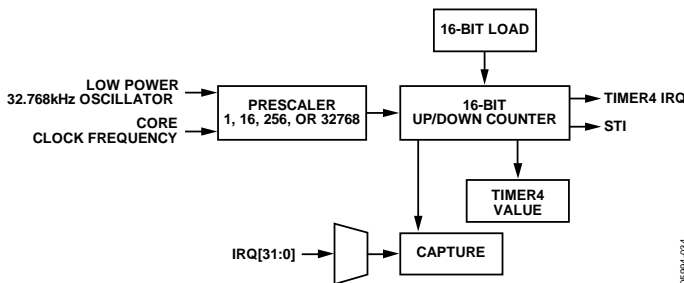 16-BIT LOAD
LOW POWER
32.768kHz OSCILLATOR
CORE
CLOCK FREQUENCY
PRESCALER
1, 16, 256, OR 32768
16-BIT
UP/DOWN COUNTER
TIMER4 IRQ
STI
TIMER4
VALUE
IRQ[31:0]
CAPTURE